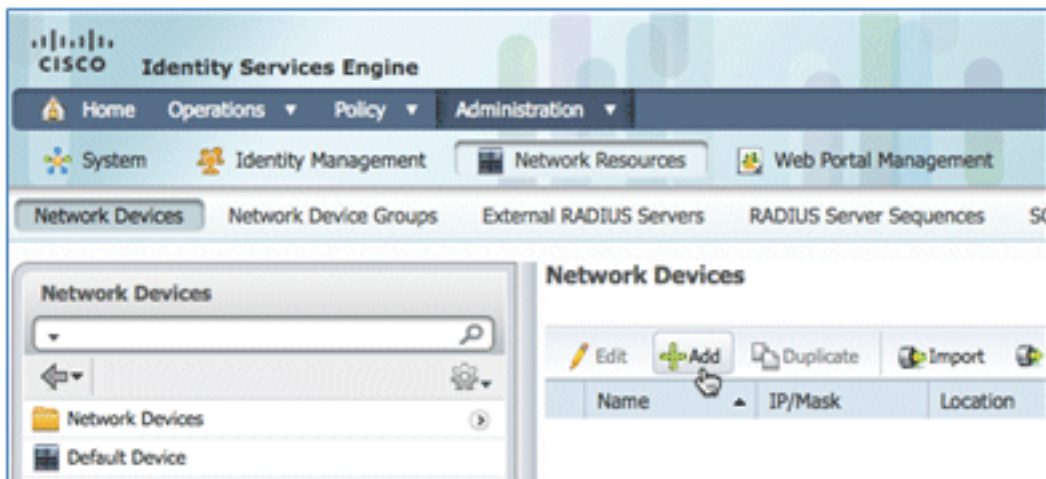 CISCO Identity Services Engine
Home Operations Policy Administration
System Identity Management Network Resources Web Portal Management
Network Devices Network Device Groups External RADIUS Servers RADIUS Server Sequences
Network Devices
Network Devices
Default Device
Network Devices
Edit Add Duplicate Import
Name IP/Mask Location